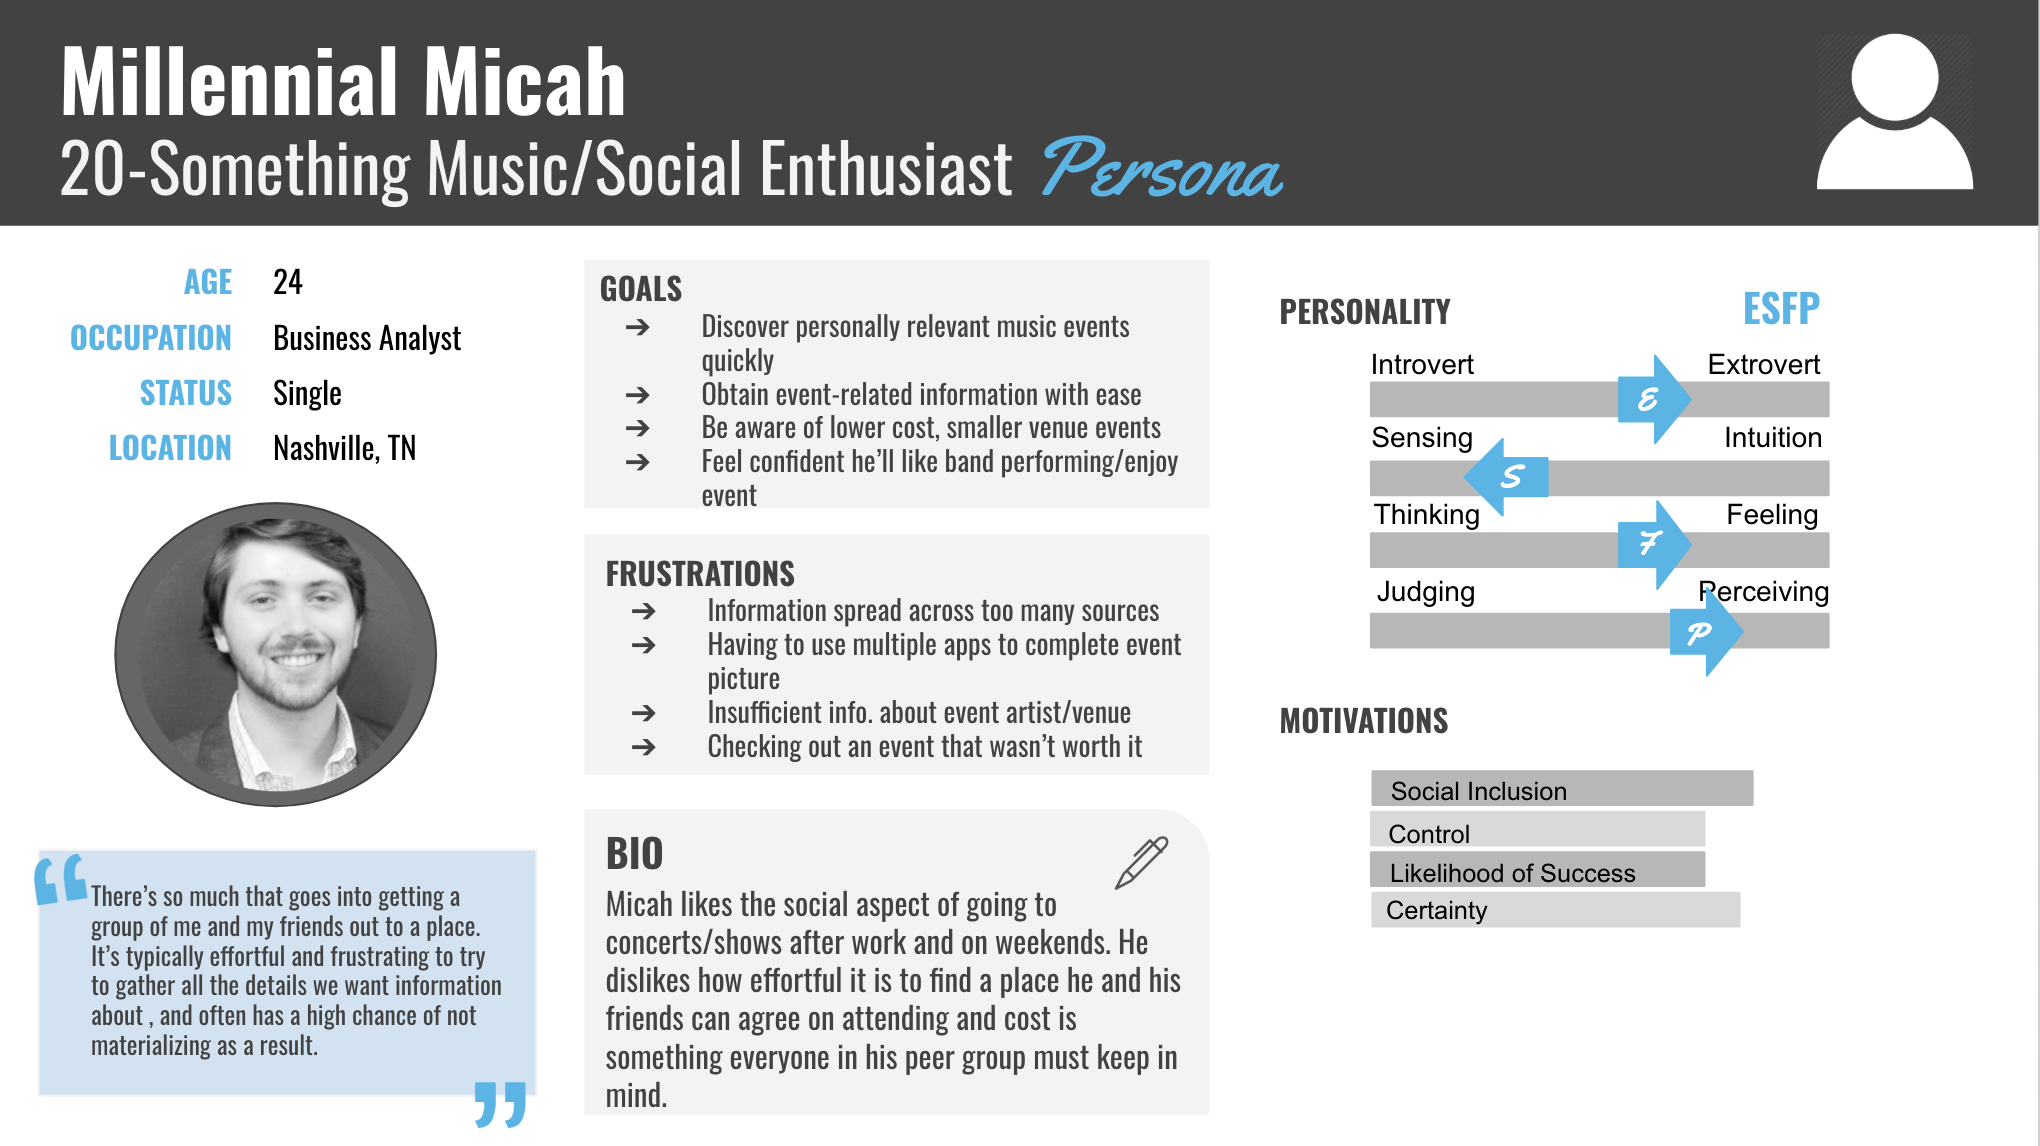 Millennial Micah
20-Something Music/Social Enthusiast Persona
AGE 24
OCCUPATION Business Analyst
STATUS Single
LOCATION Nashville, TN
“
There’s so much that goes into getting a
group of me and my friends out to a place.
It’s typically effortful and frustrating to try
to gather all the details we want information
about , and often has a high chance of not
materializing as a result.
”
GOALS
➔ Discover personally relevant music events
quickly
➔ Obtain event-related information with ease
➔ Be aware of lower cost, smaller venue events
➔ Feel confident he’ll like band performing/enjoy
event
FRUSTRATIONS
➔ Information spread across too many sources
➔ Having to use multiple apps to complete event
picture
➔ Insufficient info. about event artist/venue
➔ Checking out an event that wasn’t worth it
BIO
Micah likes the social aspect of going to
concerts/shows after work and on weekends. He
dislikes how effortful it is to find a place he and his
friends can agree on attending and cost is
something everyone in his peer group must keep in
mind.
PERSONALITY ESFP
Introvert Extrovert
E
Sensing Intuition
S
Thinking Feeling
F
Judging Perceiving
P
MOTIVATIONS
Social Inclusion
Control
Likelihood of Success
Certainty